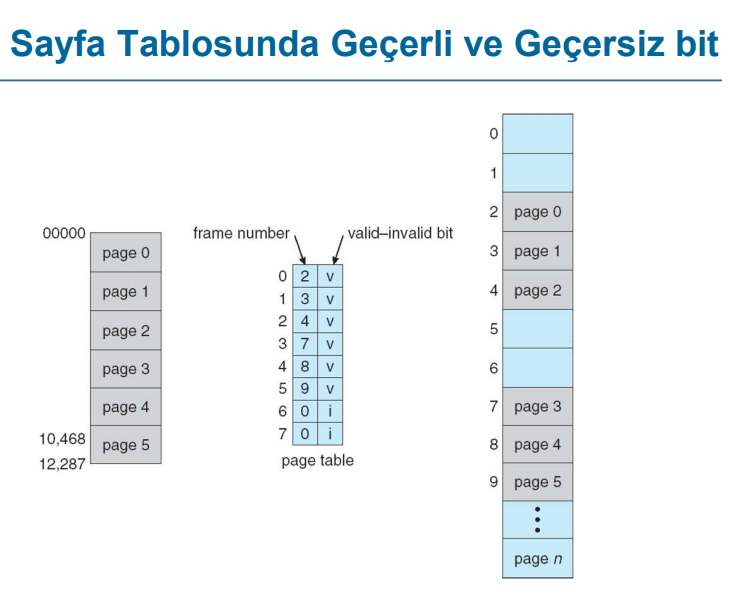 Sayfa Tablosunda Geçerli ve Geçersiz bit
00000
page 0
page 1
page 2
page 3
page 4
10,468
page 5
12,287
frame number
valid–invalid bit
0 2 v
1 3 v
2 4 v
3 7 v
4 8 v
5 9 v
6 0 i
7 0 i
page table
0
1
2 page 0
3 page 1
4 page 2
5
6
7 page 3
8 page 4
9 page 5
page n